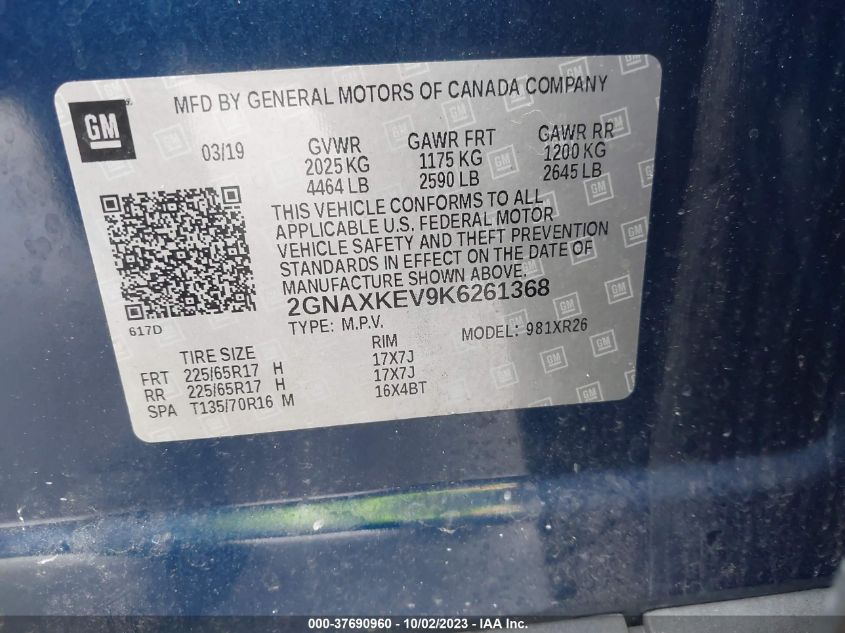 GM
MFD BY GENERAL MOTORS OF CANADA COMPANY
03/19 GVWR GAWR FRT GAWR RR
2025 KG 1175 KG 1200 KG
4464 LB 2590 LB 2645 LB
THIS VEHICLE CONFORMS TO ALL
APPLICABLE U.S. FEDERAL MOTOR
VEHICLE SAFETY AND THEFT PREVENTION
STANDARDS IN EFFECT ON THE DATE OF
MANUFACTURE SHOWN ABOVE.
2GNAXKEV9K6261368
617D
TYPE: M.P.V. MODEL: 981XR26
TIRE SIZE RIM
FRT 225/65R17 H 17X7J
RR 225/65R17 H 17X7J
SPA T135/70R16 M 16X4BT
000-37690960 - 10/02/2023 - IAA Inc.